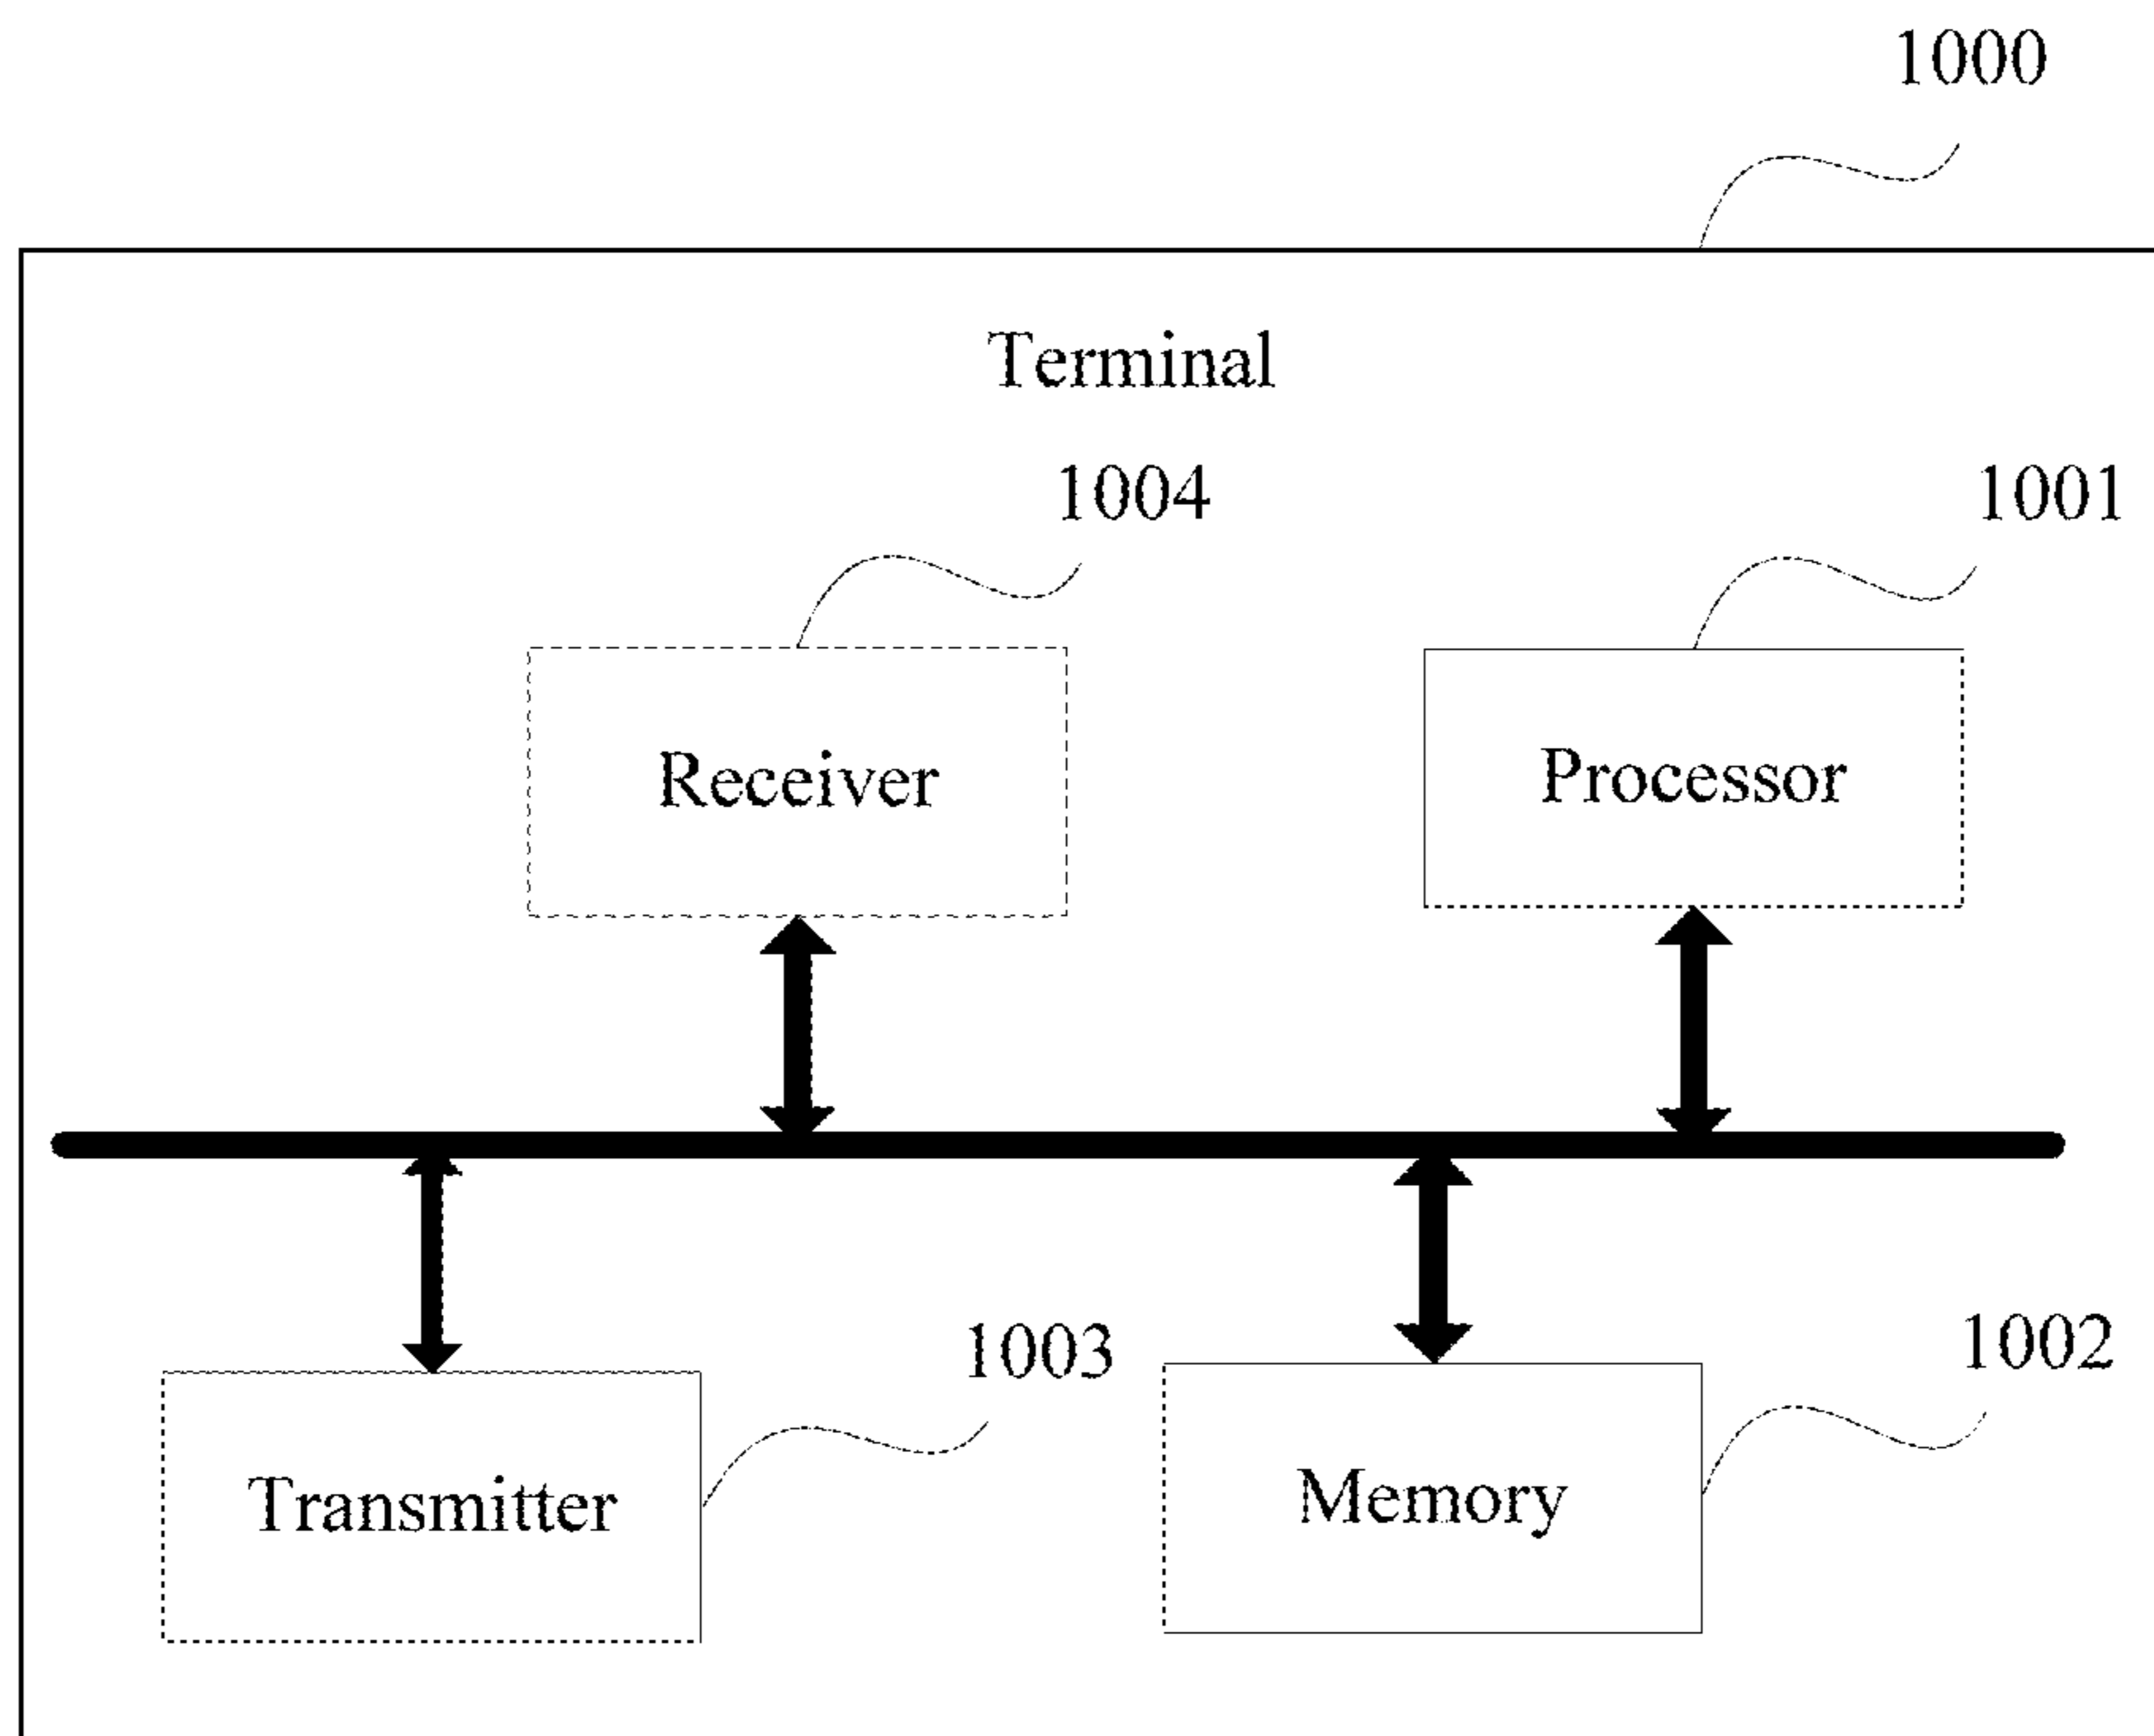 1000
Terminal
1004
1001
Receiver
Processor
1003
1002
Transmitter
Memory